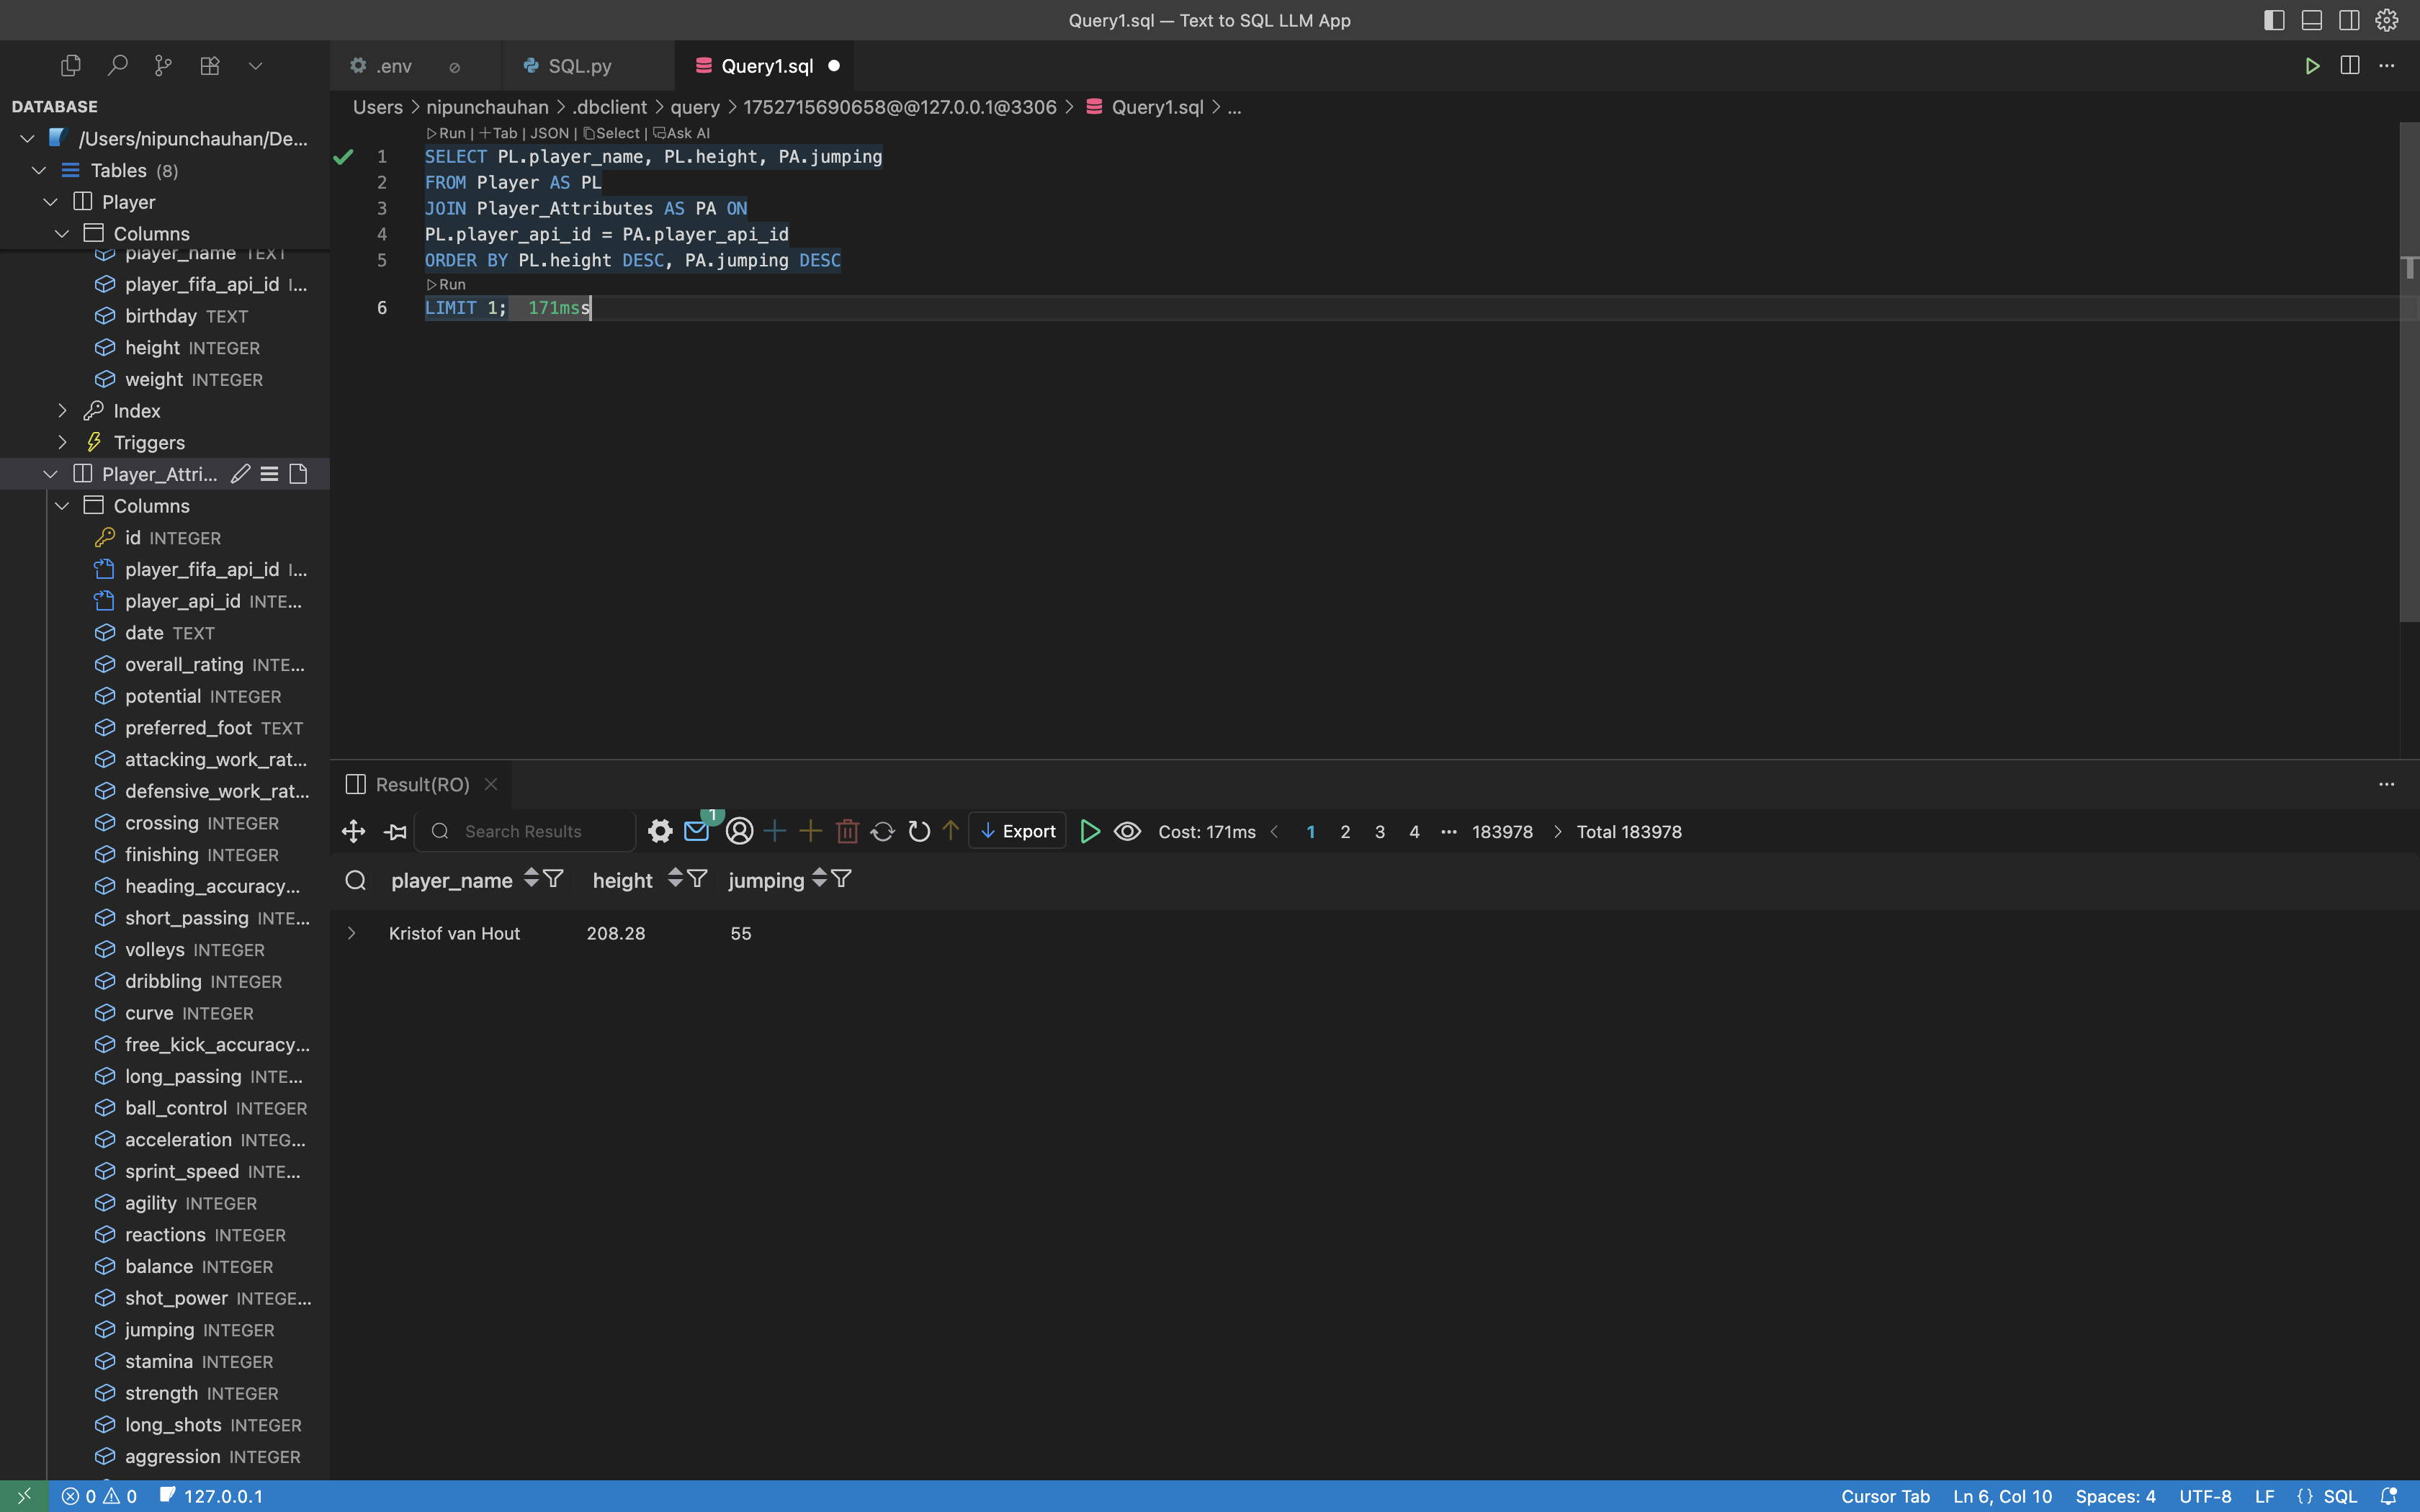 Query1.sql — Text to SQL LLM App
.env
SQL.py
Query1.sql
DATABASE
Users > nipunchauhan > .dbclient > query > 1752715690658@@127.0.0.1@3306 > Query1.sql > ...
/Users/nipunchauhan/De...
Tables (8)
Player
Columns
player_name TEXT
player_fifa_api_id I...
birthday TEXT
height INTEGER
weight INTEGER
Index
Triggers
Player_Attri...
Columns
id INTEGER
player_fifa_api_id I...
player_api_id INTE...
date TEXT
overall_rating INTE...
potential INTEGER
preferred_foot TEXT
attacking_work_rat...
defensive_work_rat...
crossing INTEGER
finishing INTEGER
heading_accuracy...
short_passing INTE...
volleys INTEGER
dribbling INTEGER
curve INTEGER
free_kick_accuracy...
long_passing INTE...
ball_control INTEGER
acceleration INTEG...
sprint_speed INTE...
agility INTEGER
reactions INTEGER
balance INTEGER
shot_power INTEGE...
jumping INTEGER
stamina INTEGER
strength INTEGER
long_shots INTEGER
aggression INTEGER
Run | +Tab | JSON | Select | Ask AI
1 SELECT PL.player_name, PL.height, PA.jumping
2 FROM Player AS PL
3 JOIN Player_Attributes AS PA ON
4 PL.player_api_id = PA.player_api_id
5 ORDER BY PL.height DESC, PA.jumping DESC
Run
6 LIMIT 1; 171mss
Result(RO)
Search Results 1 Export Cost: 171ms < 1 2 3 4 ••• 183978 > Total 183978
player_name height jumping
Kristof van Hout 208.28 55
0 0 127.0.0.1 Cursor Tab Ln 6, Col 10 Spaces: 4 UTF-8 LF {} SQL